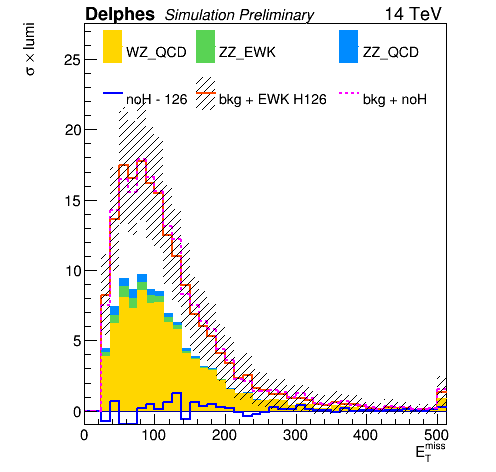 Delphes Simulation Preliminary 14 TeV
σ × lumi
WZ_QCD ZZ_EWK ZZ_QCD
noH - 126 bkg + EWK H126 bkg + noH
25
20
15
10
5
0
0 100 200 300 400 500
E_T^miss